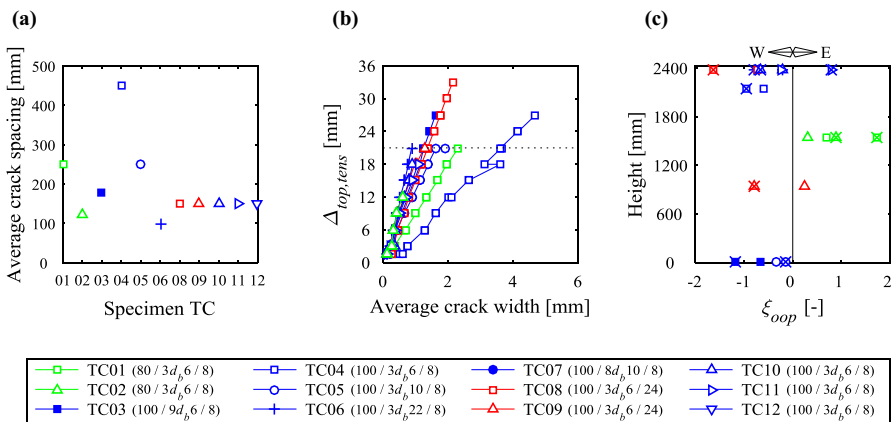 (a)
(b)
(c)
Average crack spacing [mm]
500
400
300
200
100
0
01 02 03 04 05 06 08 09 10 11 12
Specimen TC
Δtop,tens [mm]
36
30
24
18
12
6
0
0 2 4 6
Average crack width [mm]
W E
Height [mm]
2400
1800
1200
600
0
-2 -1 0 1 2
ξoop [-]
TC01 (80 / 3db6 / 8)
TC02 (80 / 3db6 / 8)
TC03 (100 / 9db6 / 8)
TC04 (100 / 3db6 / 8)
TC05 (100 / 3db10 / 8)
TC06 (100 / 3db22 / 8)
TC07 (100 / 8db10 / 8)
TC08 (100 / 3db6 / 24)
TC09 (100 / 3db6 / 24)
TC10 (100 / 3db6 / 8)
TC11 (100 / 3db6 / 8)
TC12 (100 / 3db6 / 8)